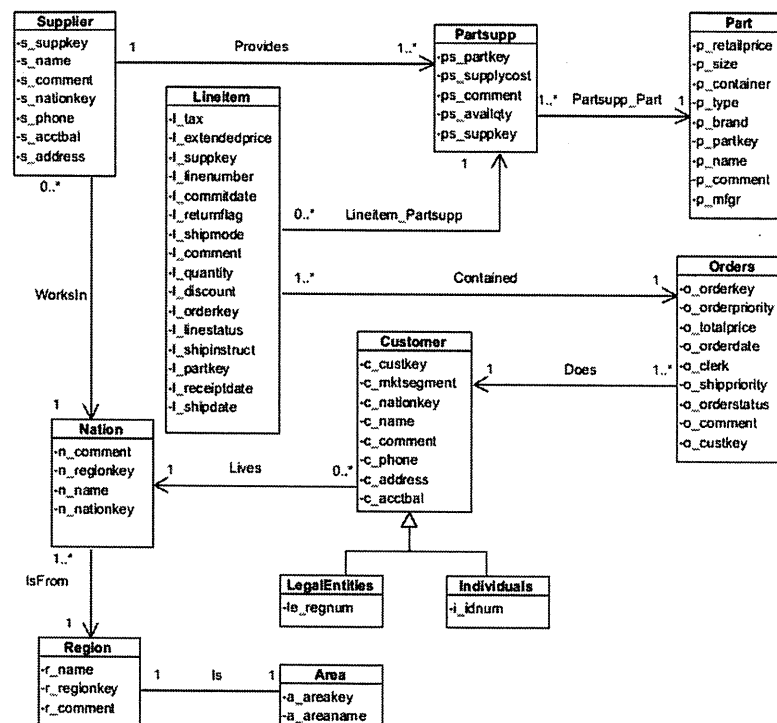 Supplier
-s_suppkey
-s_name
-s_comment
-s_nationkey
-s_phone
-s_acctbal
-s_address
1
Provides
1..*
Partsupp
-ps_partkey
-ps_supplycost
-ps_comment
-ps_availqty
-ps_suppkey
1..*
Partsupp_Part
1
Part
-p_retailprice
-p_size
-p_container
-p_type
-p_brand
-p_partkey
-p_name
-p_comment
-p_mfgr
LineItem
-l_tax
-l_extendedprice
-l_suppkey
-l_linenumber
-l_commitdate
-l_returnflag
-l_shipmode
-l_comment
-l_quantity
-l_discount
-l_orderkey
-l_linestatus
-l_shipinstruct
-l_partkey
-l_receiptdate
-l_shipdate
1
0..*
Lineitem_Partsupp
1..*
Contained
1
Orders
-o_orderkey
-o_orderpriority
-o_totalprice
-o_orderdate
-o_clerk
-o_shippriority
-o_orderstatus
-o_comment
-o_custkey
0..*
WorksIn
1
Customer
-c_custkey
-c_mktsegment
-c_nationkey
-c_name
-c_comment
-c_phone
-c_address
-c_acctbal
1
Does
1..*
Nation
-n_comment
-n_regionkey
-n_name
-n_nationkey
1
Lives
0..*
1..*
IsFrom
1
LegalEntities
-le_regnum
Individuals
-i_idnum
Region
-r_name
-r_regionkey
-r_comment
1
Is
1
Area
-a_areakey
-a_areaname